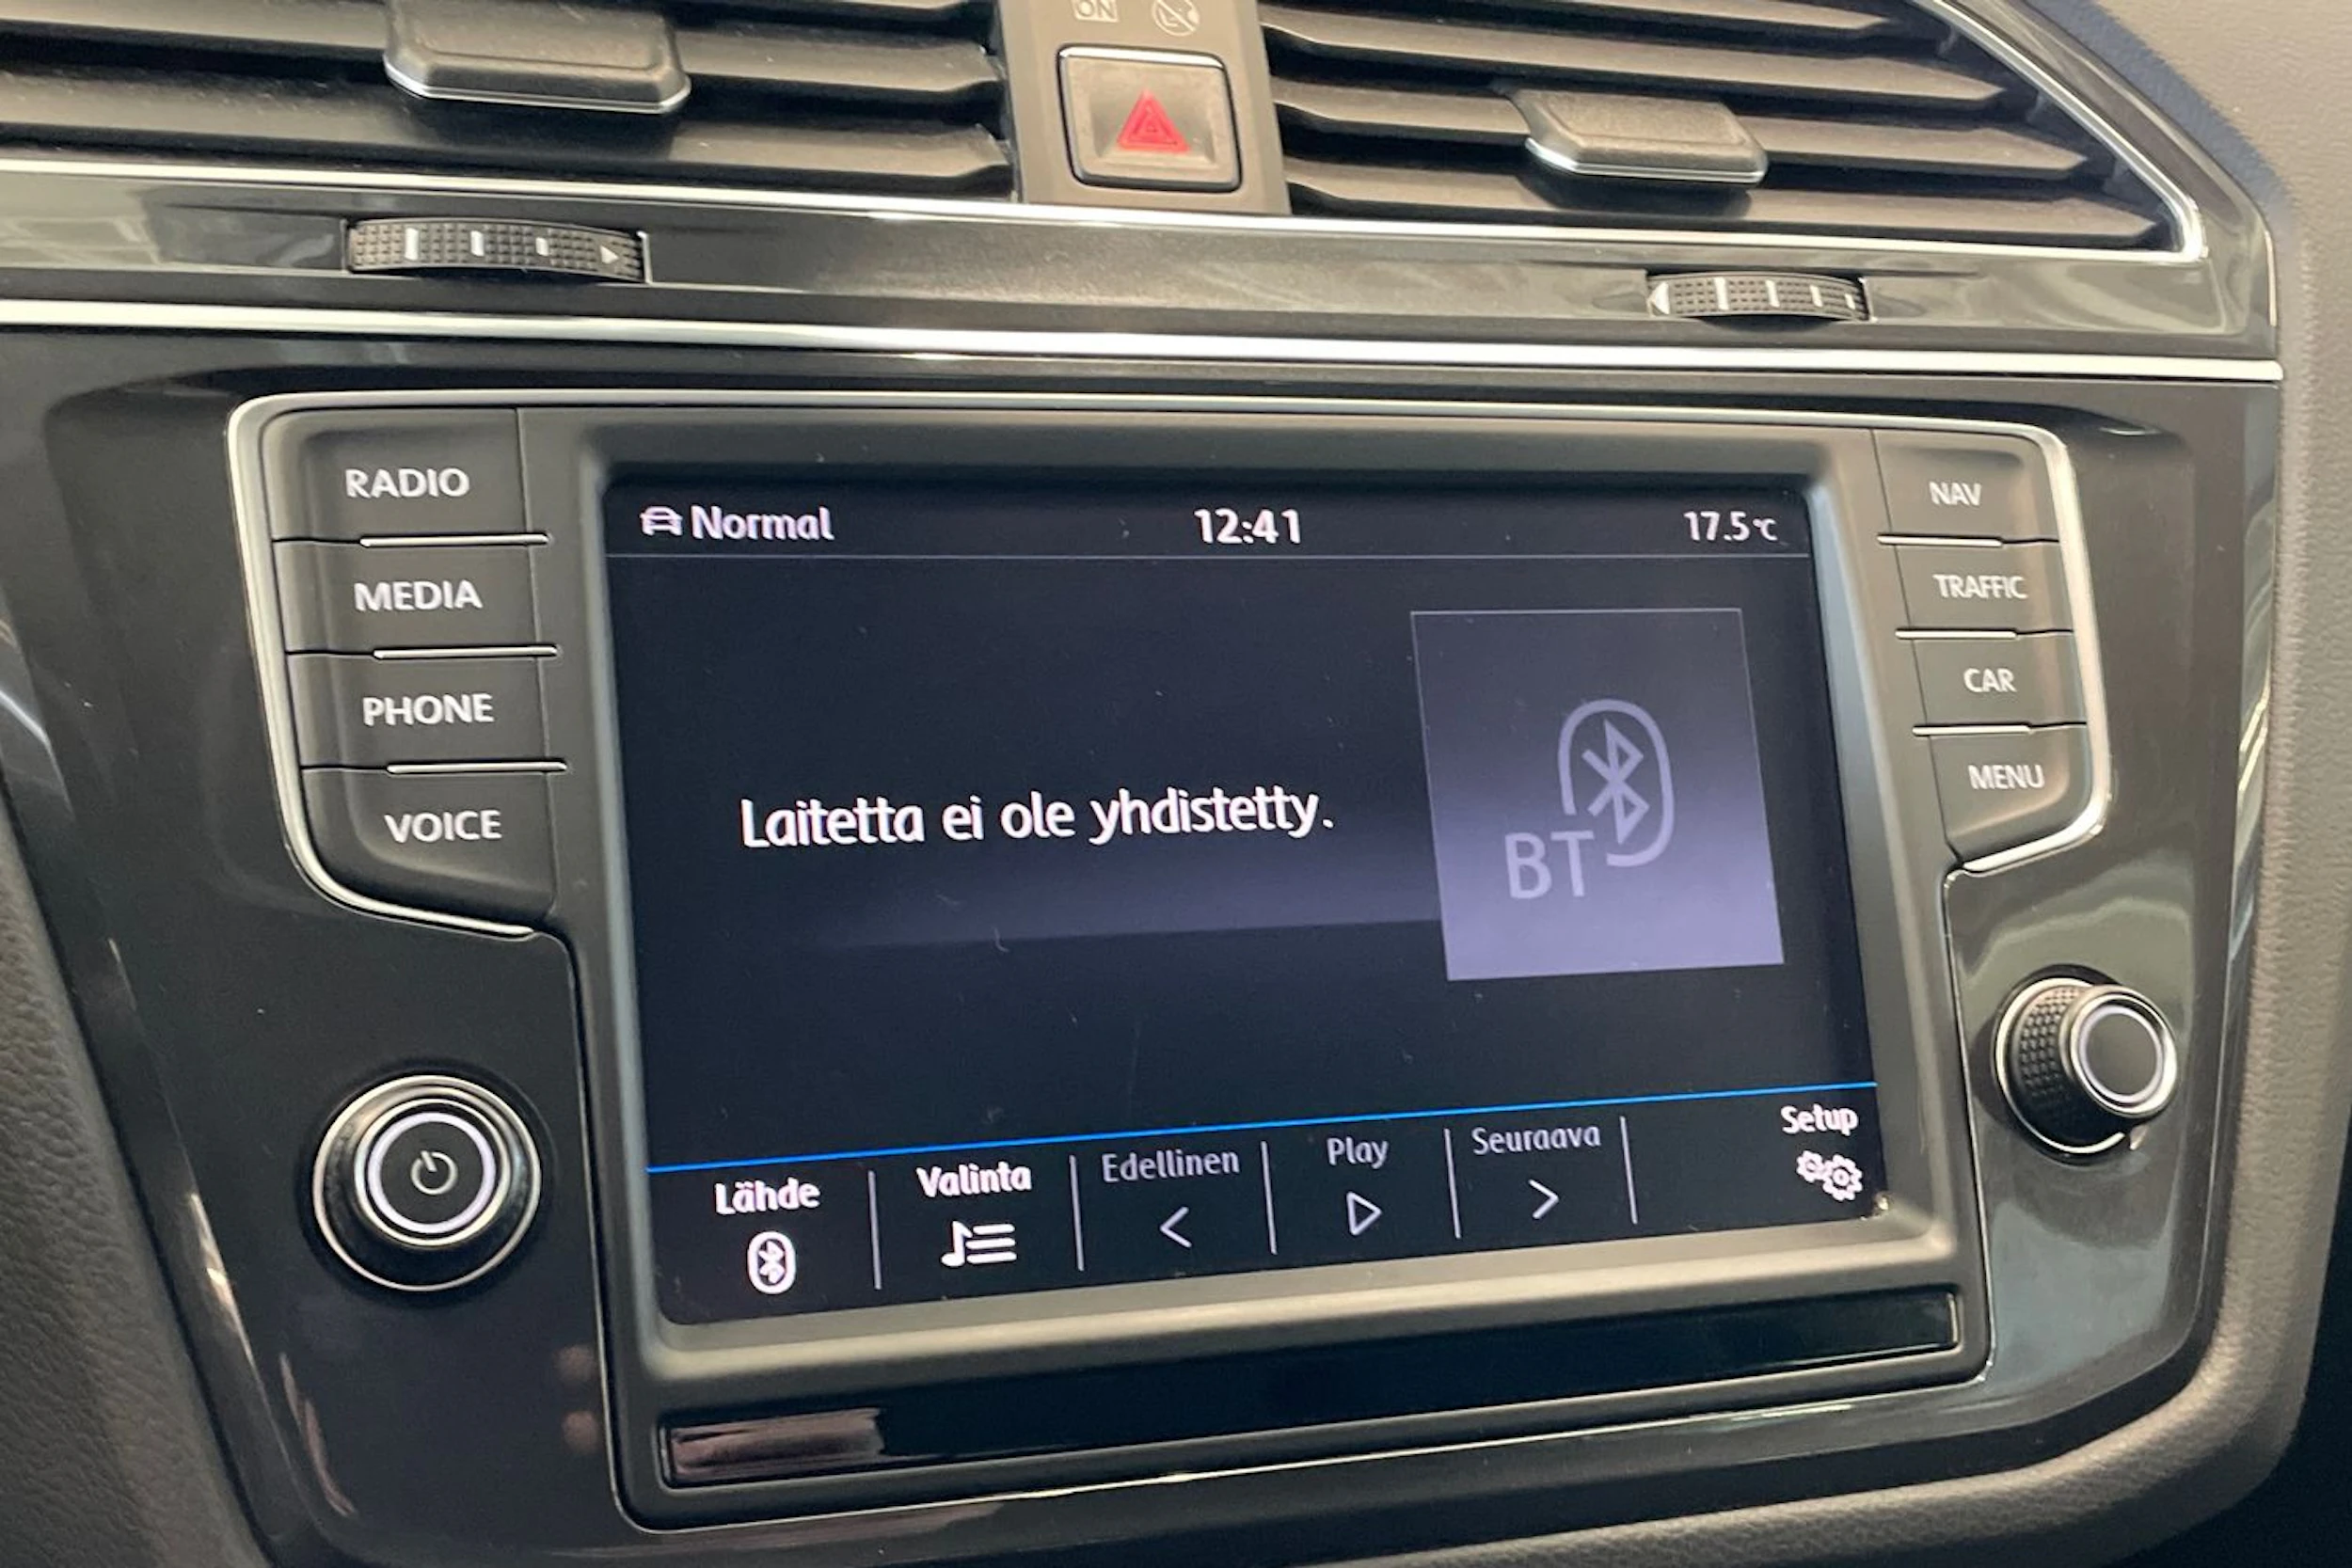 ON
RADIO
MEDIA
PHONE
VOICE
Normal
12:41
17.5°C
Laitetta ei ole yhdistetty.
BT
Lähde
Valinta
Edellinen
Play
Seuraava
Setup
NAV
TRAFFIC
CAR
MENU